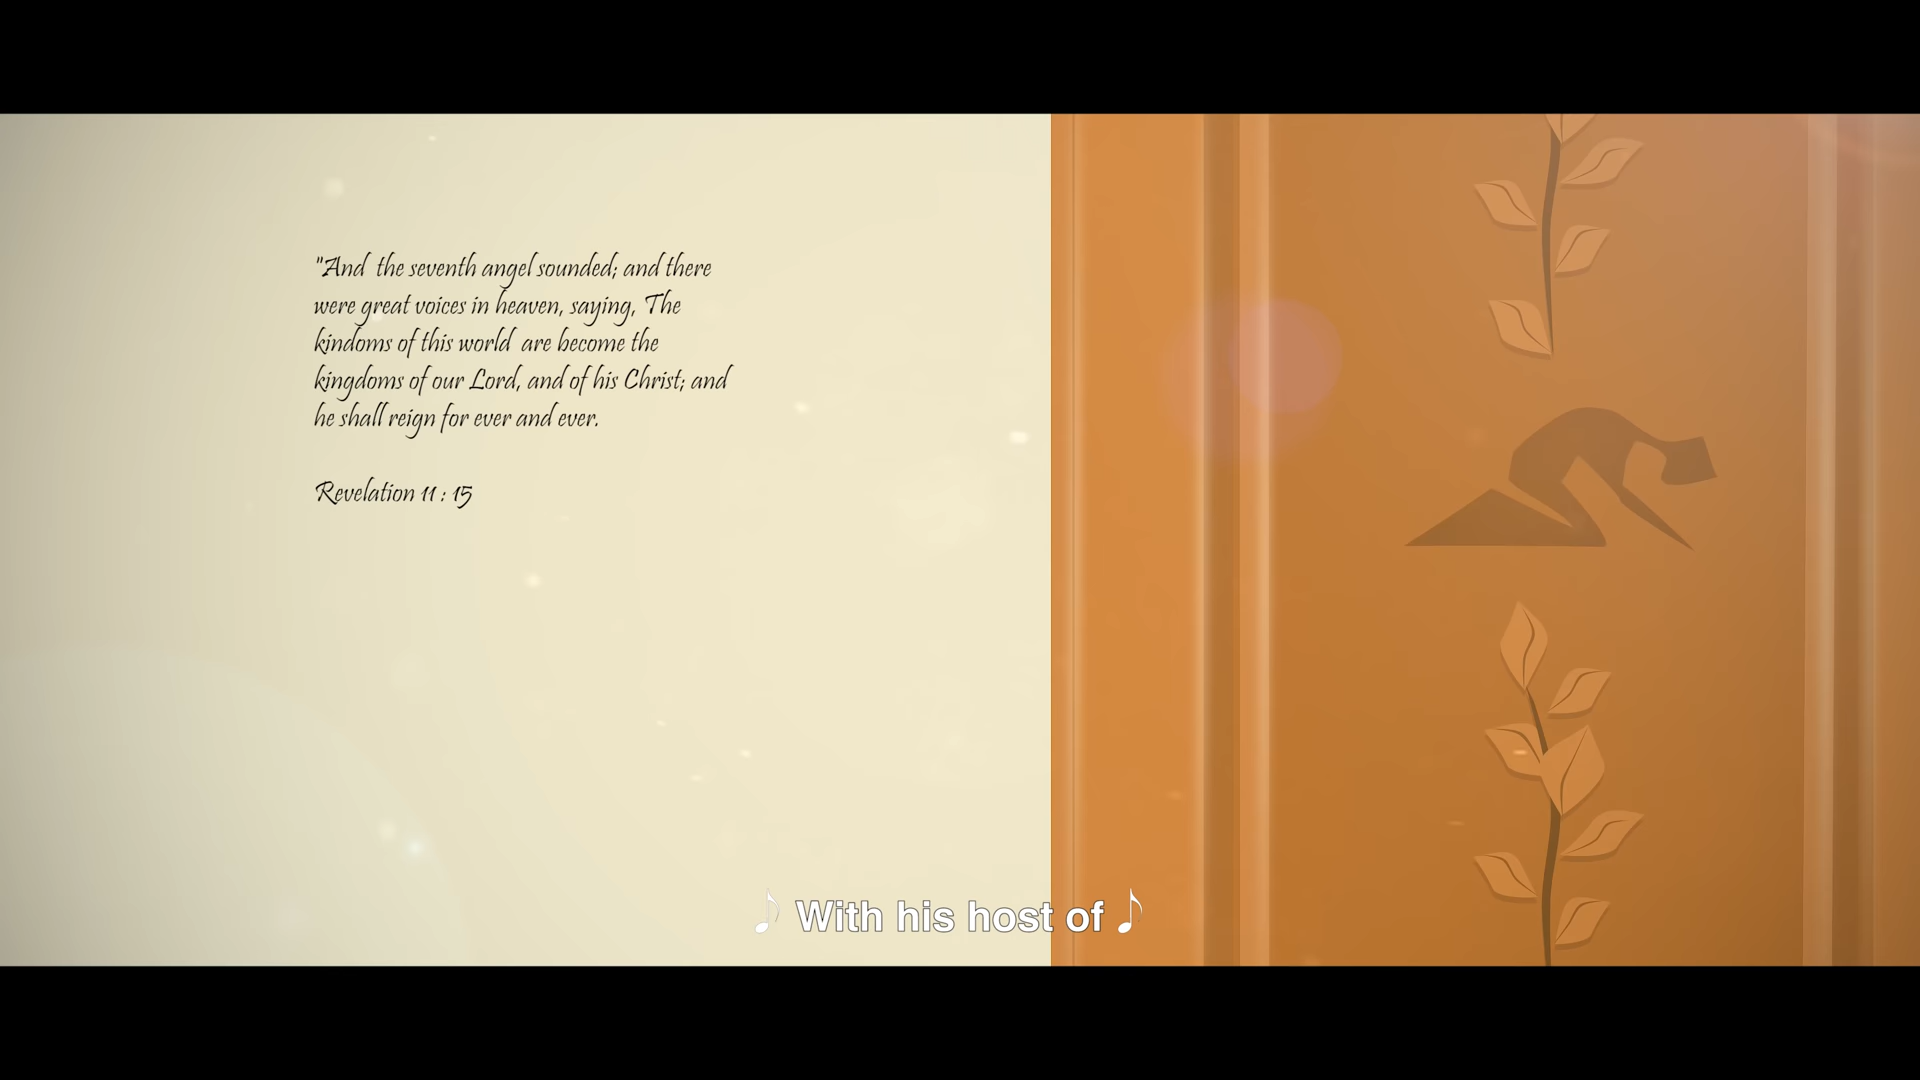 "And the seventh angel sounded; and there
were great voices in heaven, saying, The
kindoms of this world are become the
kingdoms of our Lord, and of his Christ; and
he shall reign for ever and ever.
Revelation 11 : 15
♪ With his host of ♪